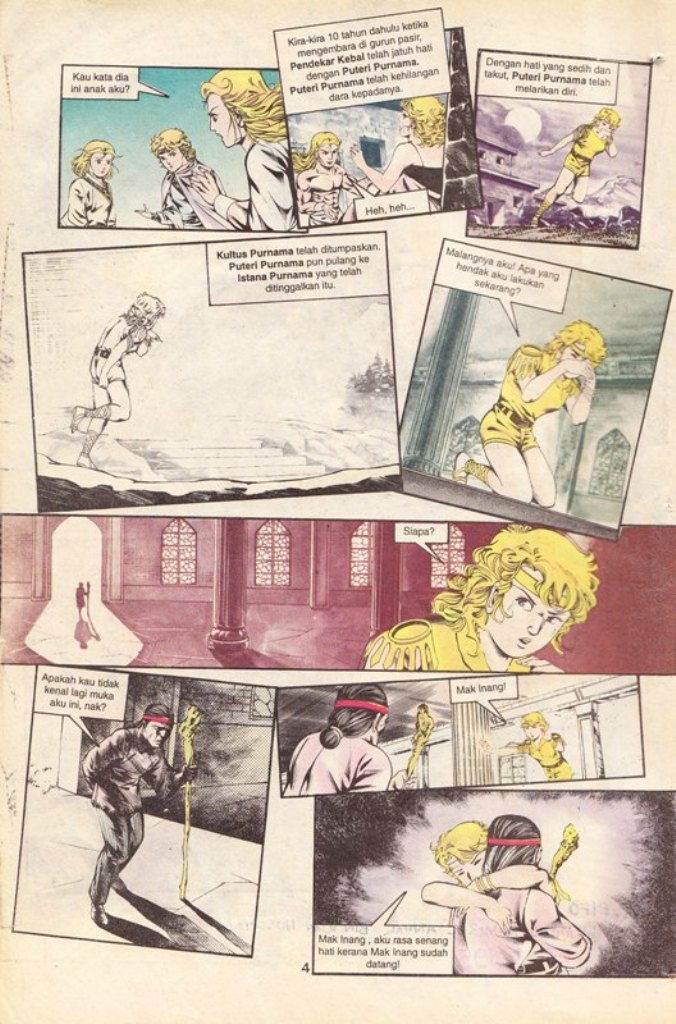 Kau kata dia
ini anak aku?
Kira-kira 10 tahun dahulu ketika
mengembara di gurun pasir,
Pendekar Kebal telah jatuh hati
dengan Puteri Purnama.
Puteri Purnama telah kehilangan
dara kepadanya.
Heh, heh...
Dengan hati yang sedih dan
takut, Puteri Purnama telah
melarikan diri.
Kultus Purnama telah ditumpaskan.
Puteri Purnama pun pulang ke
Istana Purnama yang telah
ditinggalkan itu.
Malangnya aku! Apa yang
hendak aku lakukan
sekarang?
Siapa?
Apakah kau tidak
kenal lagi muka
aku ini, nak?
Mak Inang!
Mak Inang , aku rasa senang
hati kerana Mak Inang sudah
datang!
4